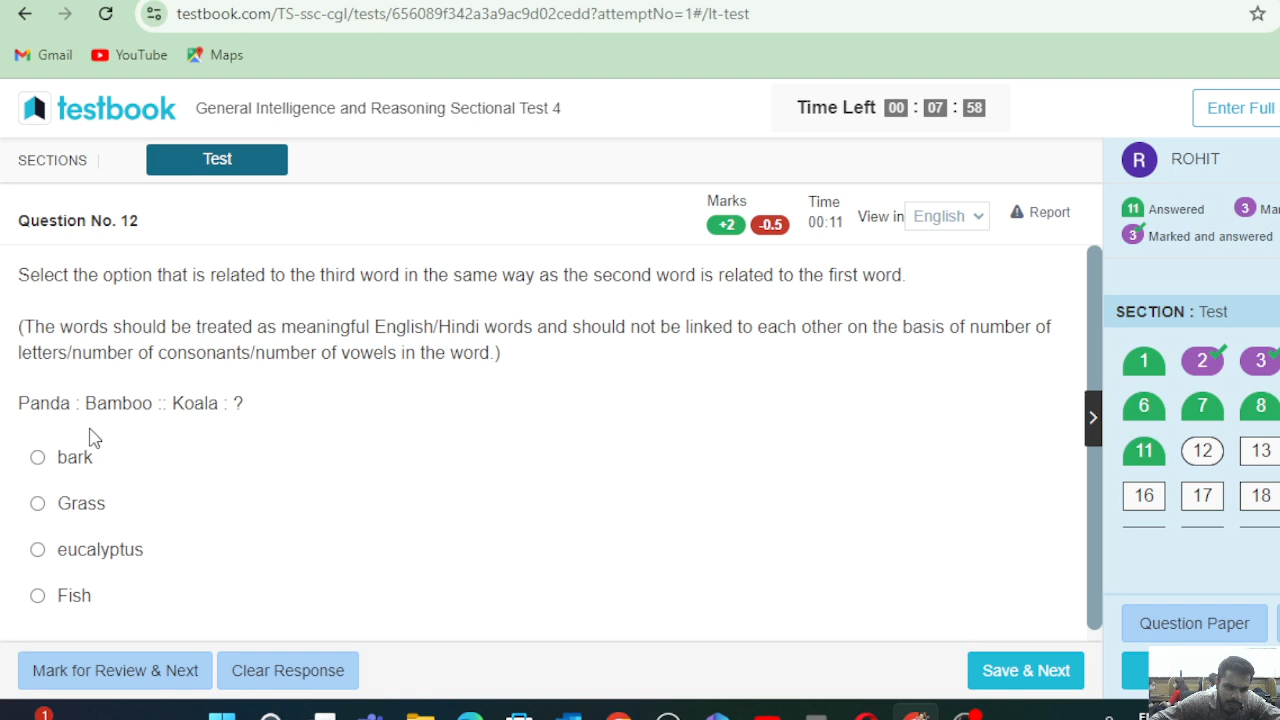 testbook.com/TS-ssc-cgl/tests/656089f342a3a9ac9d02cedd?attemptNo=1#/lt-test
Gmail YouTube Maps
testbook General Intelligence and Reasoning Sectional Test 4 Time Left 00 : 07 : 58 Enter Full
SECTIONS Test R ROHIT
Question No. 12 Marks +2 -0.5 Time 00:11 View in English Report
11 Answered 3
3 Marked and answered
Select the option that is related to the third word in the same way as the second word is related to the first word.
(The words should be treated as meaningful English/Hindi words and should not be linked to each other on the basis of number of
letters/number of consonants/number of vowels in the word.)
Panda : Bamboo :: Koala : ?
bark
Grass
eucalyptus
Fish
SECTION : Test
1 2 3
6 7 8
11 12 13
16 17 18
Question Paper
Mark for Review & Next Clear Response Save & Next
1